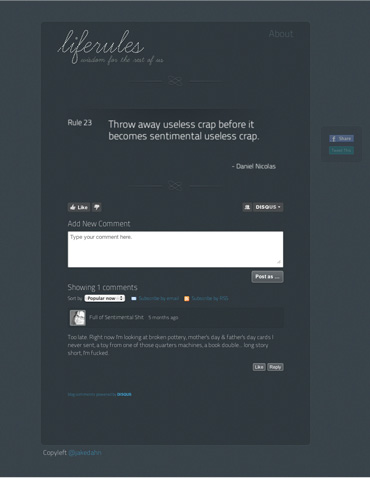 About
liferules
wisdom for the rest of us
Rule 23
Throw away useless crap before it
becomes sentimental useless crap.
- Daniel Nicolas
Share
Like
DISQUS
Add New Comment
Type your comment here.
Post as ...
Showing 1 comments
Sort by Popular now Subscribe by email Subscribe by RSS
Full of Sentimental Shit 5 months ago
Too late. Right now I'm looking at broken pottery, mother's day & father's day cards I
never sent, a toy from one of those quarters machines, a book double... long story
short, I'm fucked.
Like Reply
blog comments powered by DISQUS
Copyleft @jakedahn